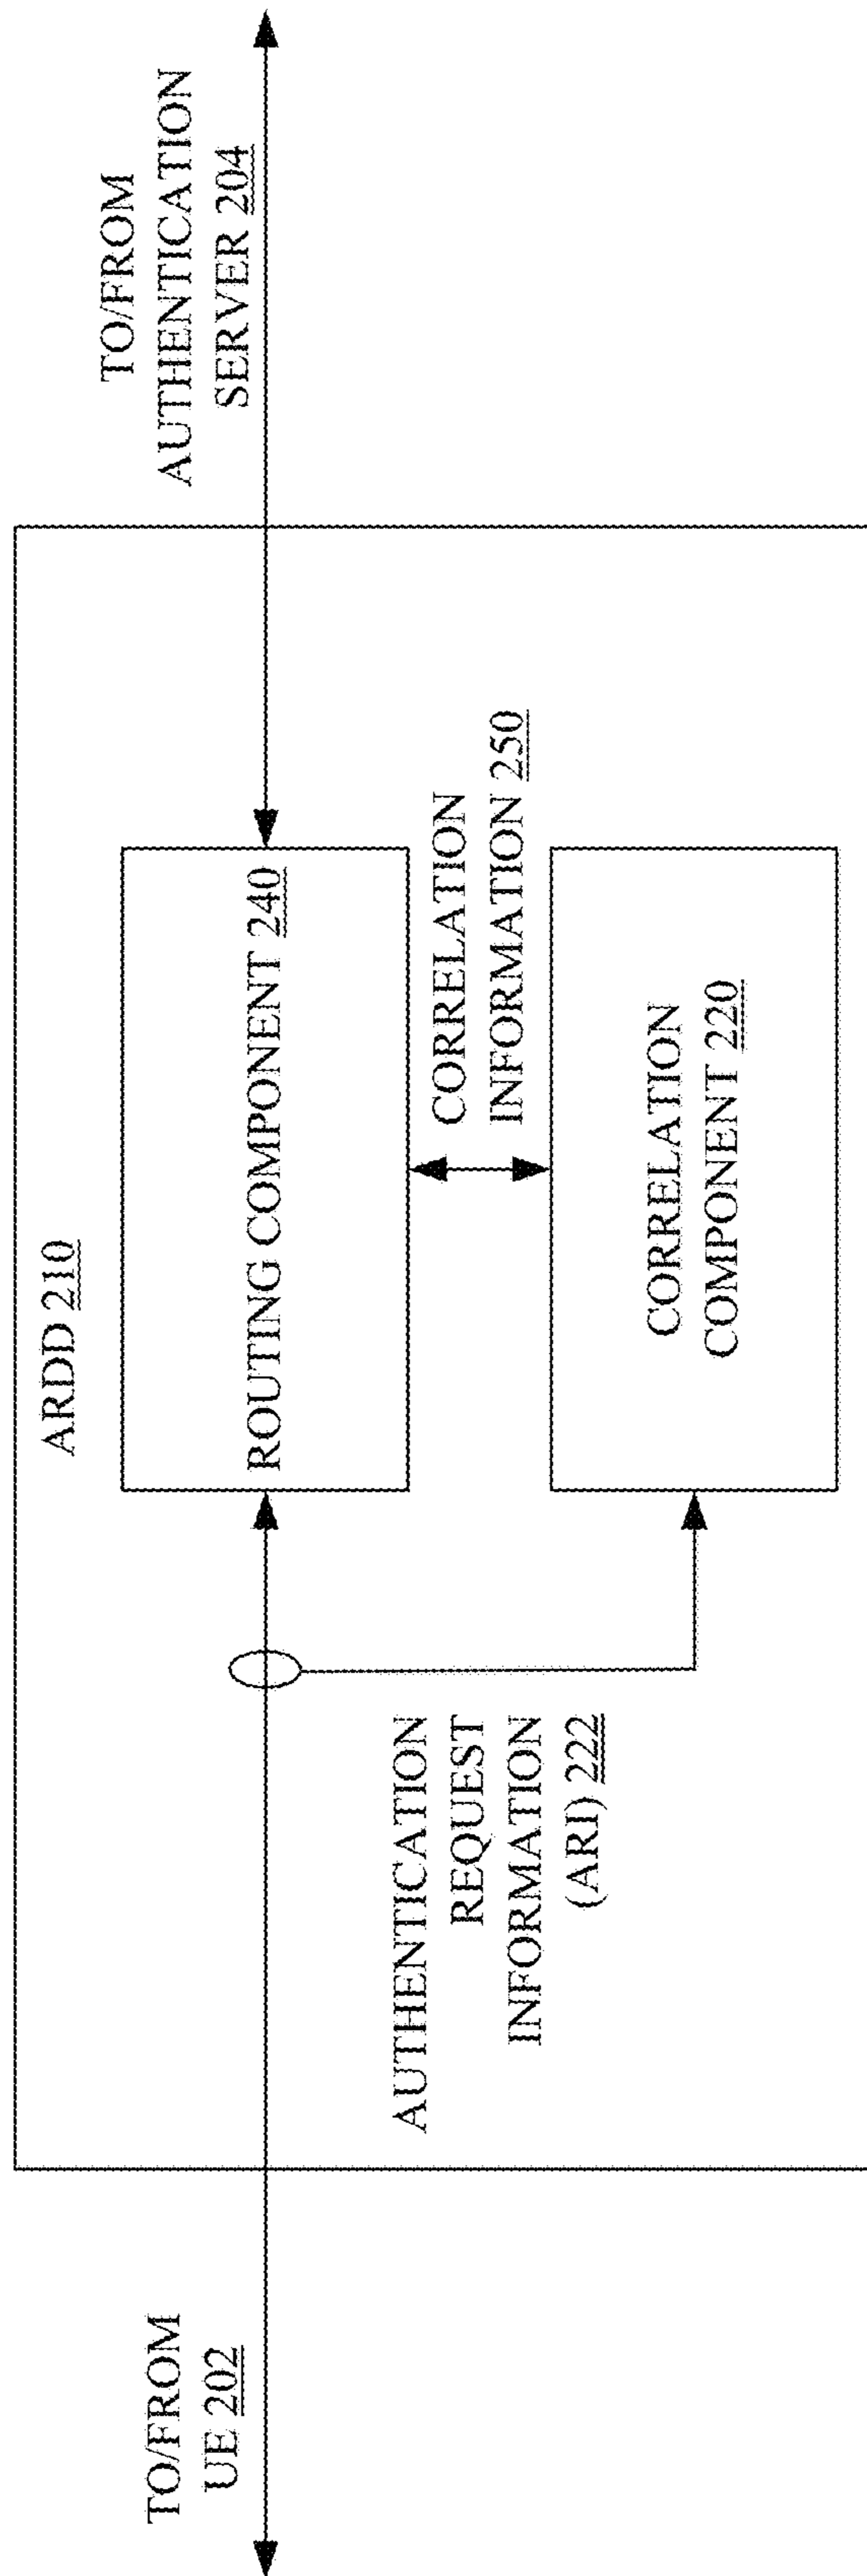 ARDD 210
TO/FROM
UE 202
TO/FROM
AUTHENTICATION
SERVER 204
ROUTING COMPONENT 240
AUTHENTICATION
REQUEST
INFORMATION
(ARI) 222
CORRELATION
INFORMATION 250
CORRELATION
COMPONENT 220